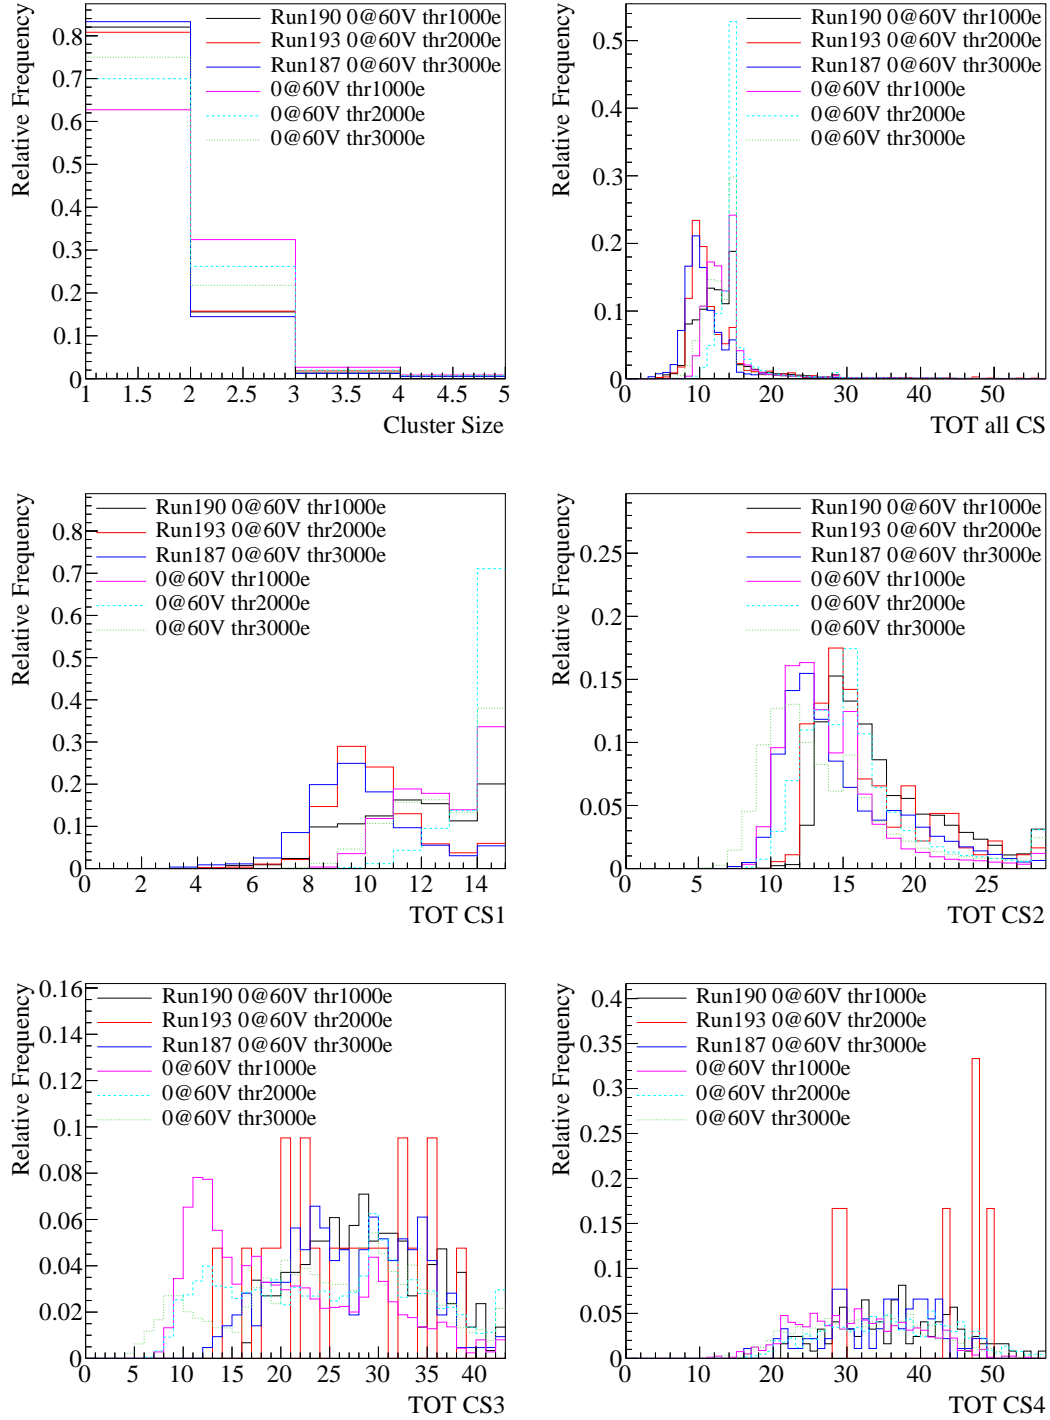 Relative Frequency
0.8
0.7
0.6
0.5
0.4
0.3
0.2
0.1
0
1 1.5 2 2.5 3 3.5 4 4.5 5
Cluster Size
Run190 0@60V thr1000e
Run193 0@60V thr2000e
Run187 0@60V thr3000e
0@60V thr1000e
0@60V thr2000e
0@60V thr3000e
Relative Frequency
0.5
0.4
0.3
0.2
0.1
0
0 10 20 30 40 50
TOT all CS
Run190 0@60V thr1000e
Run193 0@60V thr2000e
Run187 0@60V thr3000e
0@60V thr1000e
0@60V thr2000e
0@60V thr3000e
Relative Frequency
0.8
0.7
0.6
0.5
0.4
0.3
0.2
0.1
0
0 2 4 6 8 10 12 14
TOT CS1
Run190 0@60V thr1000e
Run193 0@60V thr2000e
Run187 0@60V thr3000e
0@60V thr1000e
0@60V thr2000e
0@60V thr3000e
Relative Frequency
0.25
0.2
0.15
0.1
0.05
0
0 5 10 15 20 25
TOT CS2
Run190 0@60V thr1000e
Run193 0@60V thr2000e
Run187 0@60V thr3000e
0@60V thr1000e
0@60V thr2000e
0@60V thr3000e
Relative Frequency
0.16
0.14
0.12
0.1
0.08
0.06
0.04
0.02
0
0 5 10 15 20 25 30 35 40
TOT CS3
Run190 0@60V thr1000e
Run193 0@60V thr2000e
Run187 0@60V thr3000e
0@60V thr1000e
0@60V thr2000e
0@60V thr3000e
Relative Frequency
0.4
0.35
0.3
0.25
0.2
0.15
0.1
0.05
0
0 10 20 30 40 50
TOT CS4
Run190 0@60V thr1000e
Run193 0@60V thr2000e
Run187 0@60V thr3000e
0@60V thr1000e
0@60V thr2000e
0@60V thr3000e